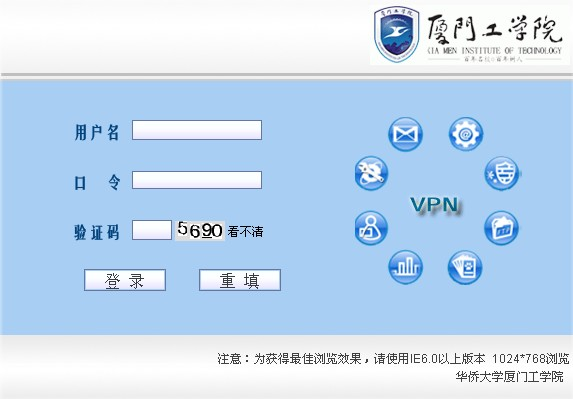 厦门工学院
XIA MEN INSTITUTE OF TECHNOLOGY
用户名
口 令
VPN
验证码 5690 看不清
登 录 重 填
注意：为获得最佳浏览效果，请使用IE6.0以上版本 1024*768浏览
华侨大学厦门工学院